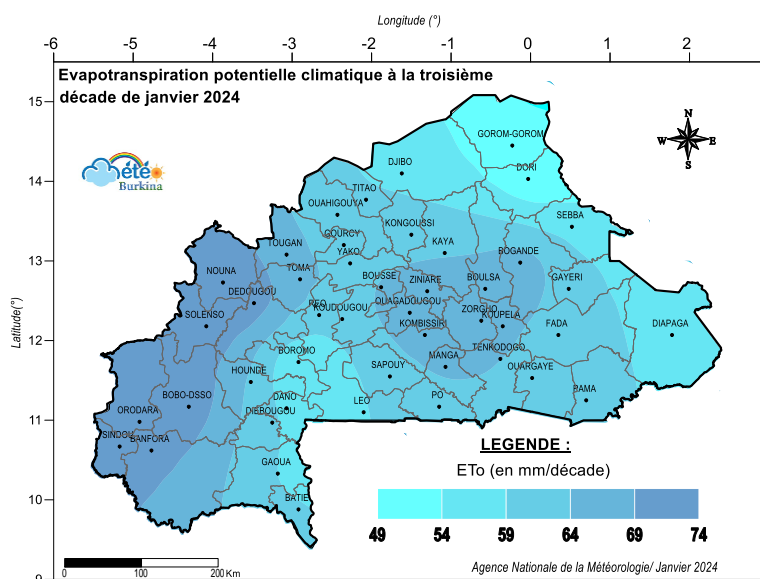 Longitude (°)
-6 -5 -4 -3 -2 -1 0 1 2
Evapotranspiration potentielle climatique à la troisième
décade de janvier 2024
15
14
13
12
11
10
9
Latitude(°)
N
W E
S
Météo
Burkina
GOROM-GOROM
DJIBO
DORI
TITAO
OUAHIGOUYA
SEBBA
KONGOUSSI
GOURCY
KAYA
TOUGAN
YAKO
BOGANDE
NOUNA
TOMA
BOUSSE
ZINIARE
BOULSA
GAYERI
DEDOUGOU
REO
KOUDOUGOU
OUAGADOUGOU
ZORGHO
KOUPELA
SOLENSO
KOMBISSIR
FADA
DIAPAGA
BOROMO
MANGA
TENKODOGO
HOUNDE
SAPOUY
OUARGAYE
BOBO-DSSO
DANO
LEO
PO
PAMA
ORODARA
DIEBOUGOU
SINDOU
BANFORA
GAOUA
BATIE
LEGENDE :
ETo (en mm/décade)
49 54 59 64 69 74
0 100 200 Km
Agence Nationale de la Météorologie/ Janvier 2024